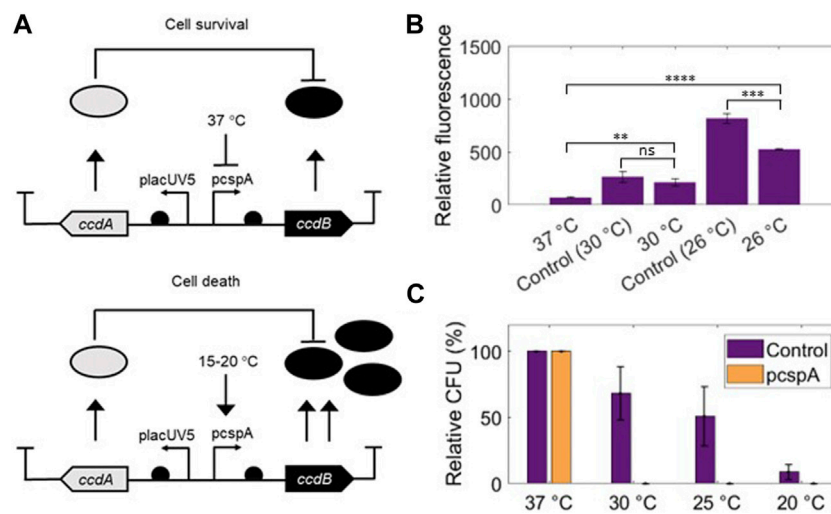 A
Cell survival
37 °C
placUV5
pcspA
ccdA
ccdB
Cell death
15-20 °C
placUV5
pcspA
ccdA
ccdB
B
Relative fluorescence
1500
1000
500
0
****
***
**
ns
37 °C
Control (30 °C)
30 °C
Control (26 °C)
26 °C
C
Relative CFU (%)
100
50
0
Control
pcspA
37 °C
30 °C
25 °C
20 °C